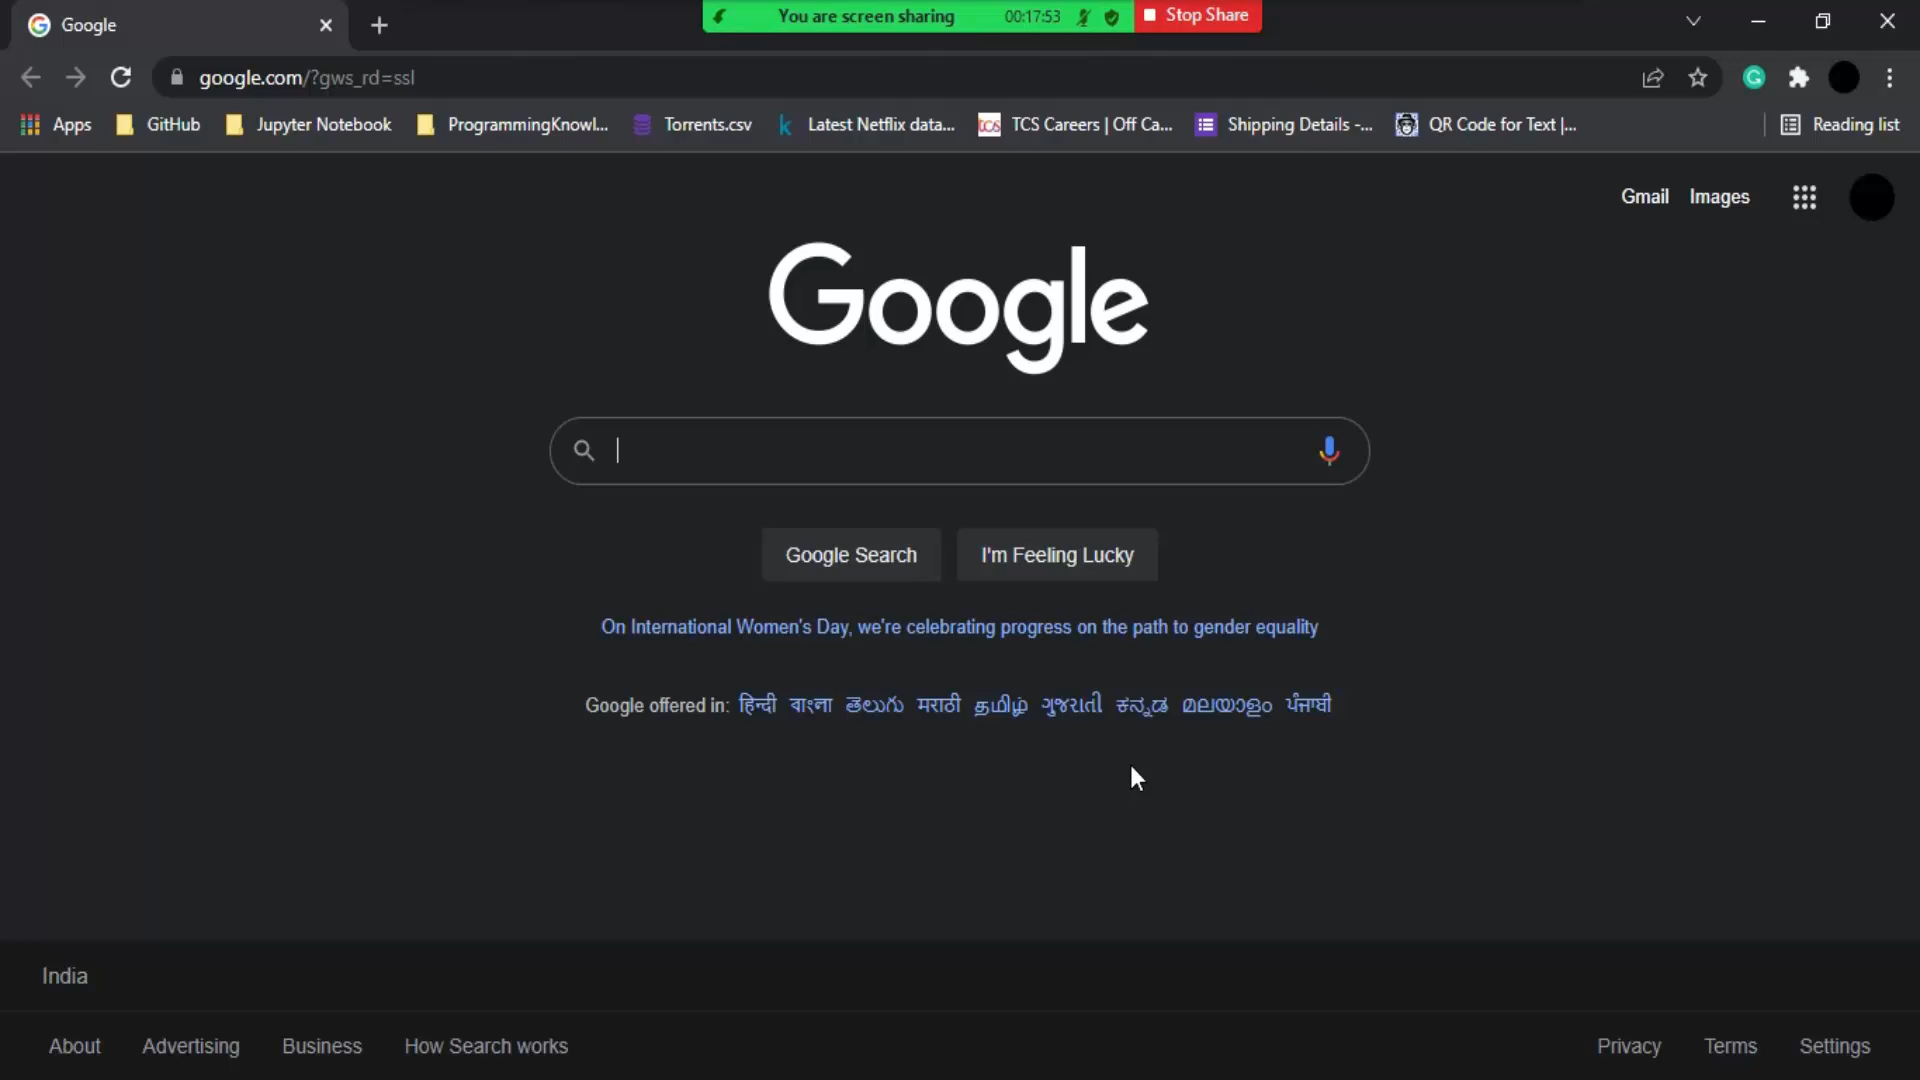 Google
You are screen sharing 00:17:53 Stop Share
google.com/?gws_rd=ssl
Apps GitHub Jupyter Notebook ProgrammingKnowl... Torrents.csv Latest Netflix data... TCS Careers | Off Ca... Shipping Details -... QR Code for Text |... Reading list
Gmail Images
Google
Google Search I'm Feeling Lucky
On International Women's Day, we're celebrating progress on the path to gender equality
Google offered in: हिन्दी বাংলা తెలుగు मराठी தமிழ் ગુજરાતી ಕನ್ನಡ മലയാളം ਪੰਜਾਬੀ
India
About Advertising Business How Search works Privacy Terms Settings